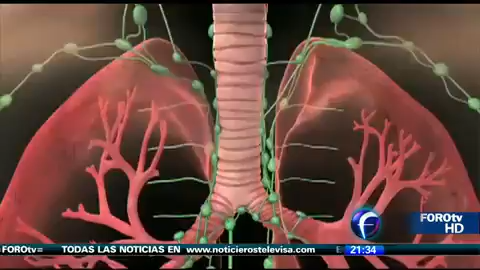 FOROtv
HD
FOROtv= TODAS LAS NOTICIAS EN www.noticierostelevisa.com E 21:34